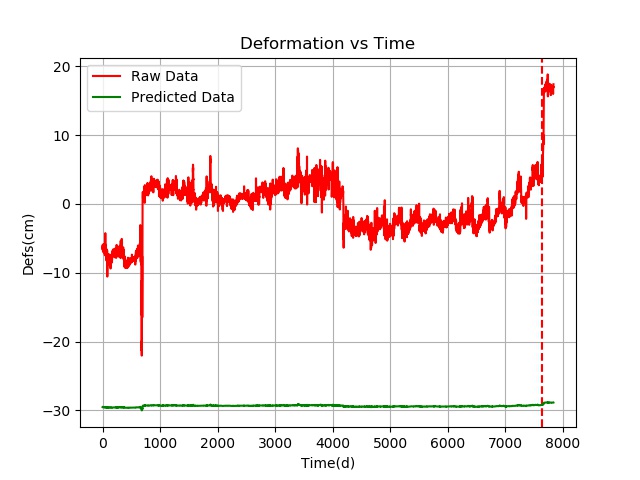 Deformation vs Time
Raw Data
Predicted Data
20
10
0
−10
−20
−30
Defs(cm)
0 1000 2000 3000 4000 5000 6000 7000 8000
Time(d)